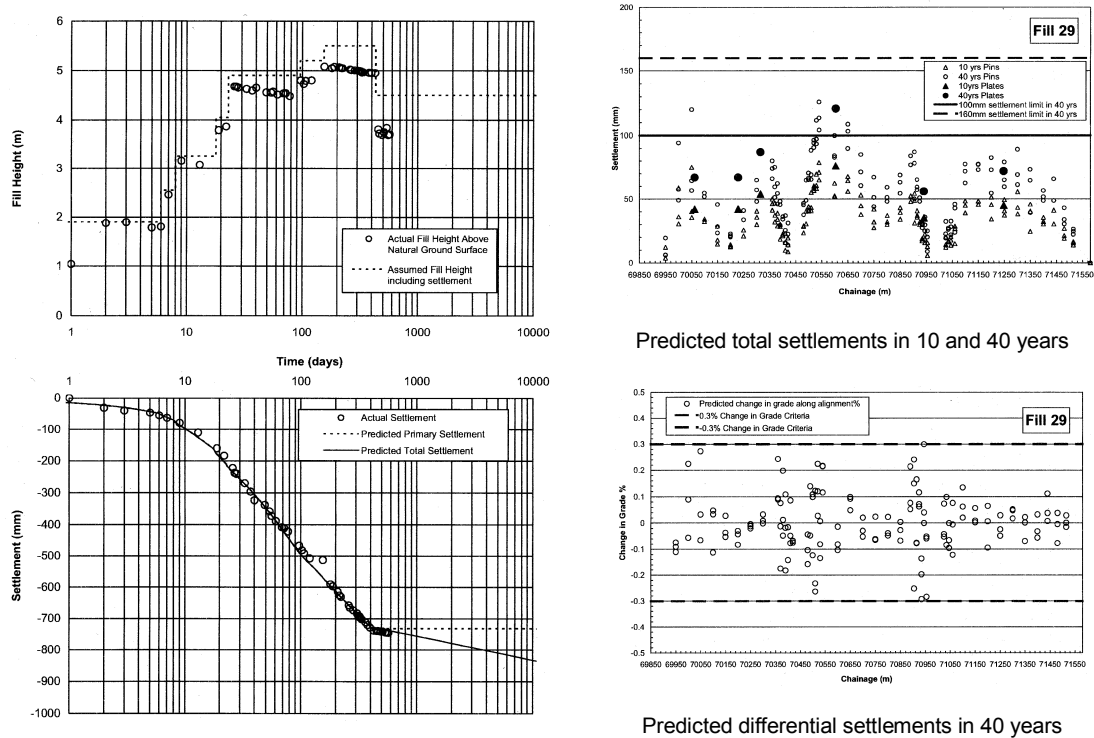 6
5
4
3
2
1
0
Fill Height (m)
Actual Fill Height Above
Natural Ground Surface
Assumed Fill Height
including settlement
1 10 100 1000 10000
Time (days)
1 10 100 1000 10000
0
-100
-200
-300
-400
-500
-600
-700
-800
-900
-1000
Settlement (mm)
Actual Settlement
Predicted Primary Settlement
Predicted Total Settlement
200
150
100
50
0
Settlement (mm)
Fill 29
10 yrs Pins
40 yrs Pins
10yrs Plates
40yrs Plates
100mm settlement limit in 40 yrs
160mm settlement limit in 40 yrs
69850 69950 70050 70150 70250 70350 70450 70550 70650 70750 70850 70950 71050 71150 71250 71350 71450 71550
Chainage (m)
Predicted total settlements in 10 and 40 years
0.5
0.4
0.3
0.2
0.1
0
-0.1
-0.2
-0.3
-0.4
-0.5
Change in Grade %
Predicted change in grade along alignment%
0.3% Change in Grade Criteria
-0.3% Change in Grade Criteria
Fill 29
69850 69950 70050 70150 70250 70350 70450 70550 70650 70750 70850 70950 71050 71150 71250 71350 71450 71550
Chainage (m)
Predicted differential settlements in 40 years